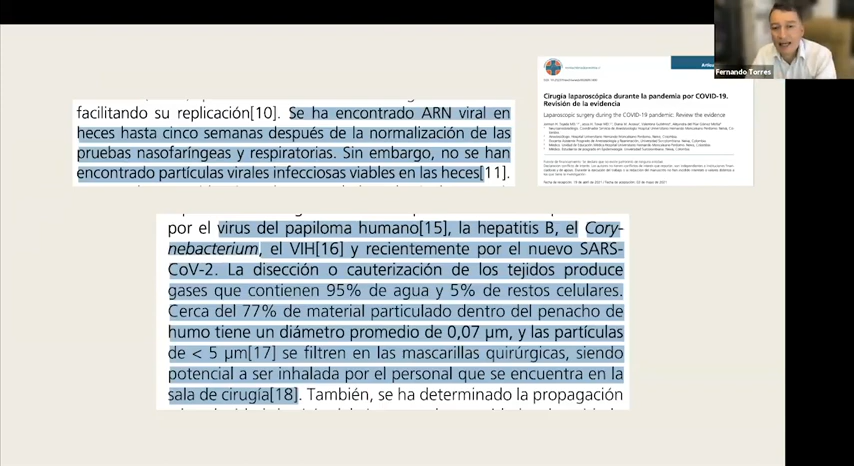 facilitando su replicación[10]. Se ha encontrado ARN viral en
heces hasta cinco semanas después de la normalización de las
pruebas nasofaríngeas y respiratorias. Sin embargo, no se han
encontrado partículas virales infecciosas viables en las heces[11].
Fernando Torres
Cirugía laparoscópica durante la pandemia por COVID-19.
Revisión de la evidencia
Laparoscopic surgery during the COVID-19 pandemic. Review the evidence
por el virus del papiloma humano[15], la hepatitis B, el Cory-
nebacterium, el VIH[16] y recientemente por el nuevo SARS-
CoV-2. La disección o cauterización de los tejidos produce
gases que contienen 95% de agua y 5% de restos celulares.
Cerca del 77% de material particulado dentro del penacho de
humo tiene un diámetro promedio de 0,07 µm, y las partículas
de < 5 µm[17] se filtren en las mascarillas quirúrgicas, siendo
potencial a ser inhalada por el personal que se encuentra en la
sala de cirugía[18]. También, se ha determinado la propagación